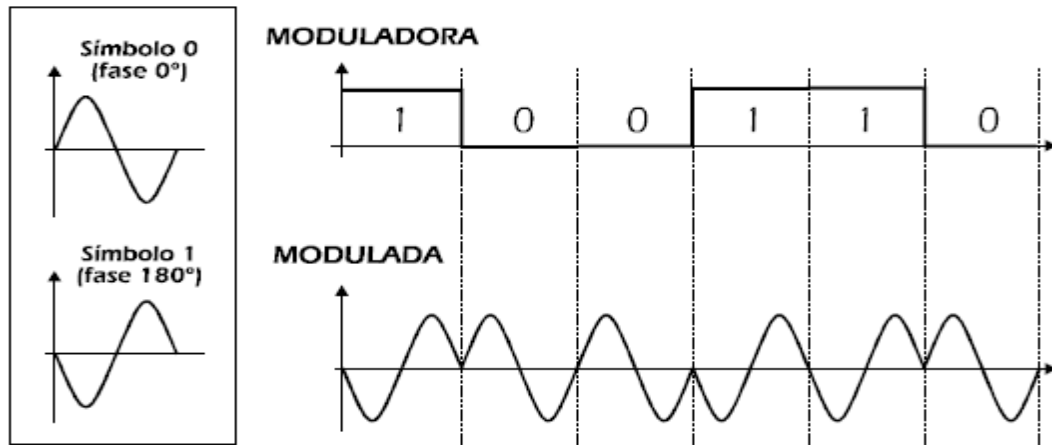 Símbolo 0
(fase 0°)
Símbolo 1
(fase 180°)
MODULADORA
1 0 0 1 1 0
MODULADA